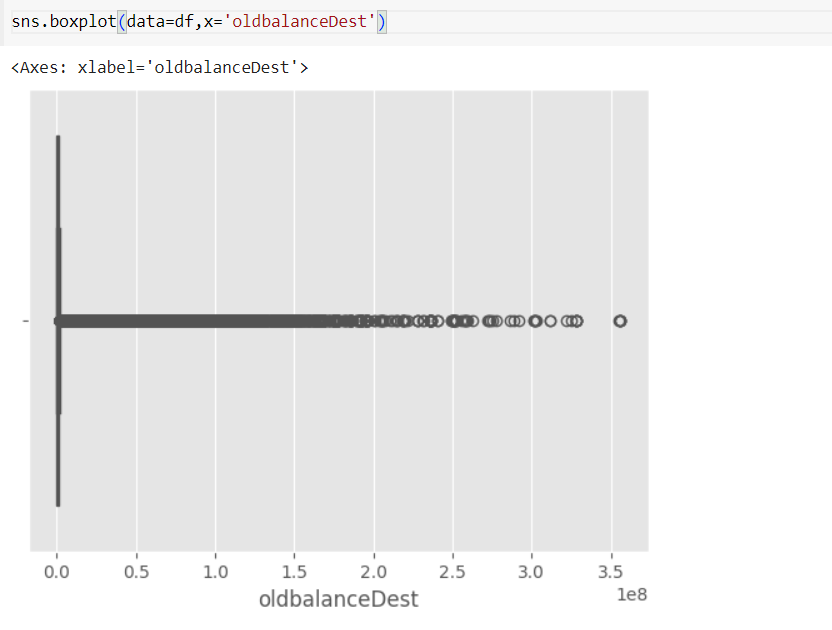 sns.boxplot(data=df,x='oldbalanceDest')
<Axes: xlabel='oldbalanceDest'>
0.0 0.5 1.0 1.5 2.0 2.5 3.0 3.5
1e8
oldbalanceDest